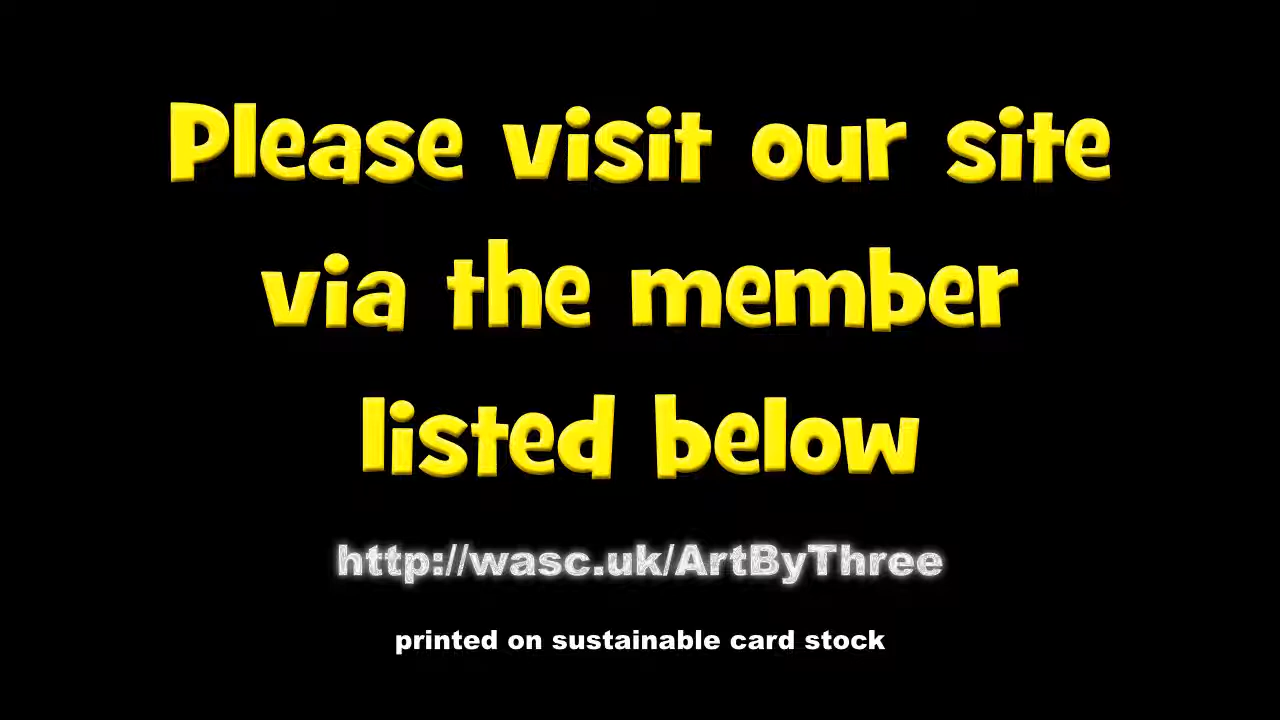 Please visit our site
via the member
listed below
http://wasc.uk/ArtByThree
printed on sustainable card stock